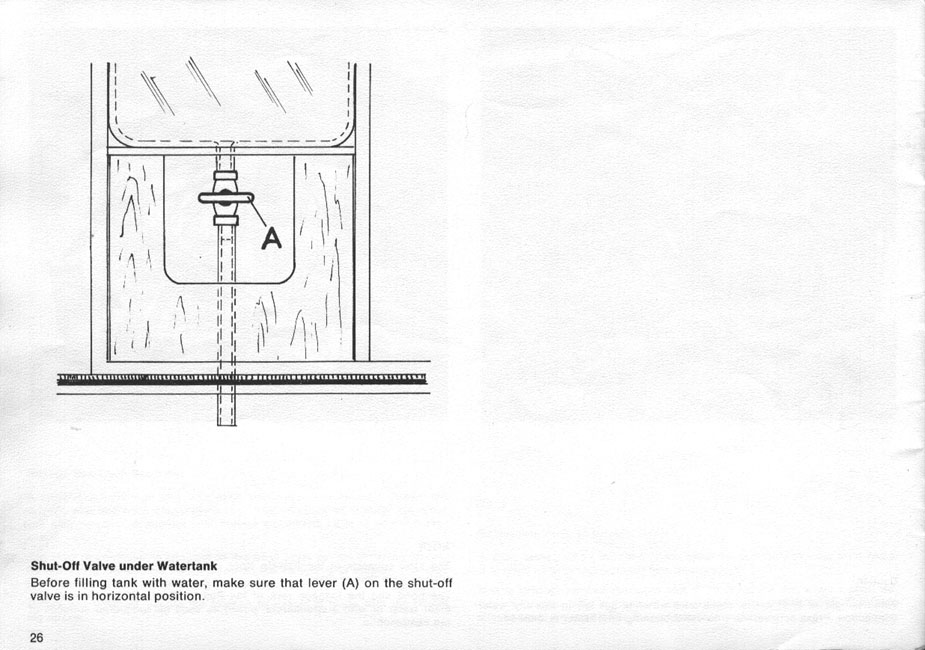 A
Shut-Off Valve under Watertank
Before filling tank with water, make sure that lever (A) on the shut-off
valve is in horizontal position.
26